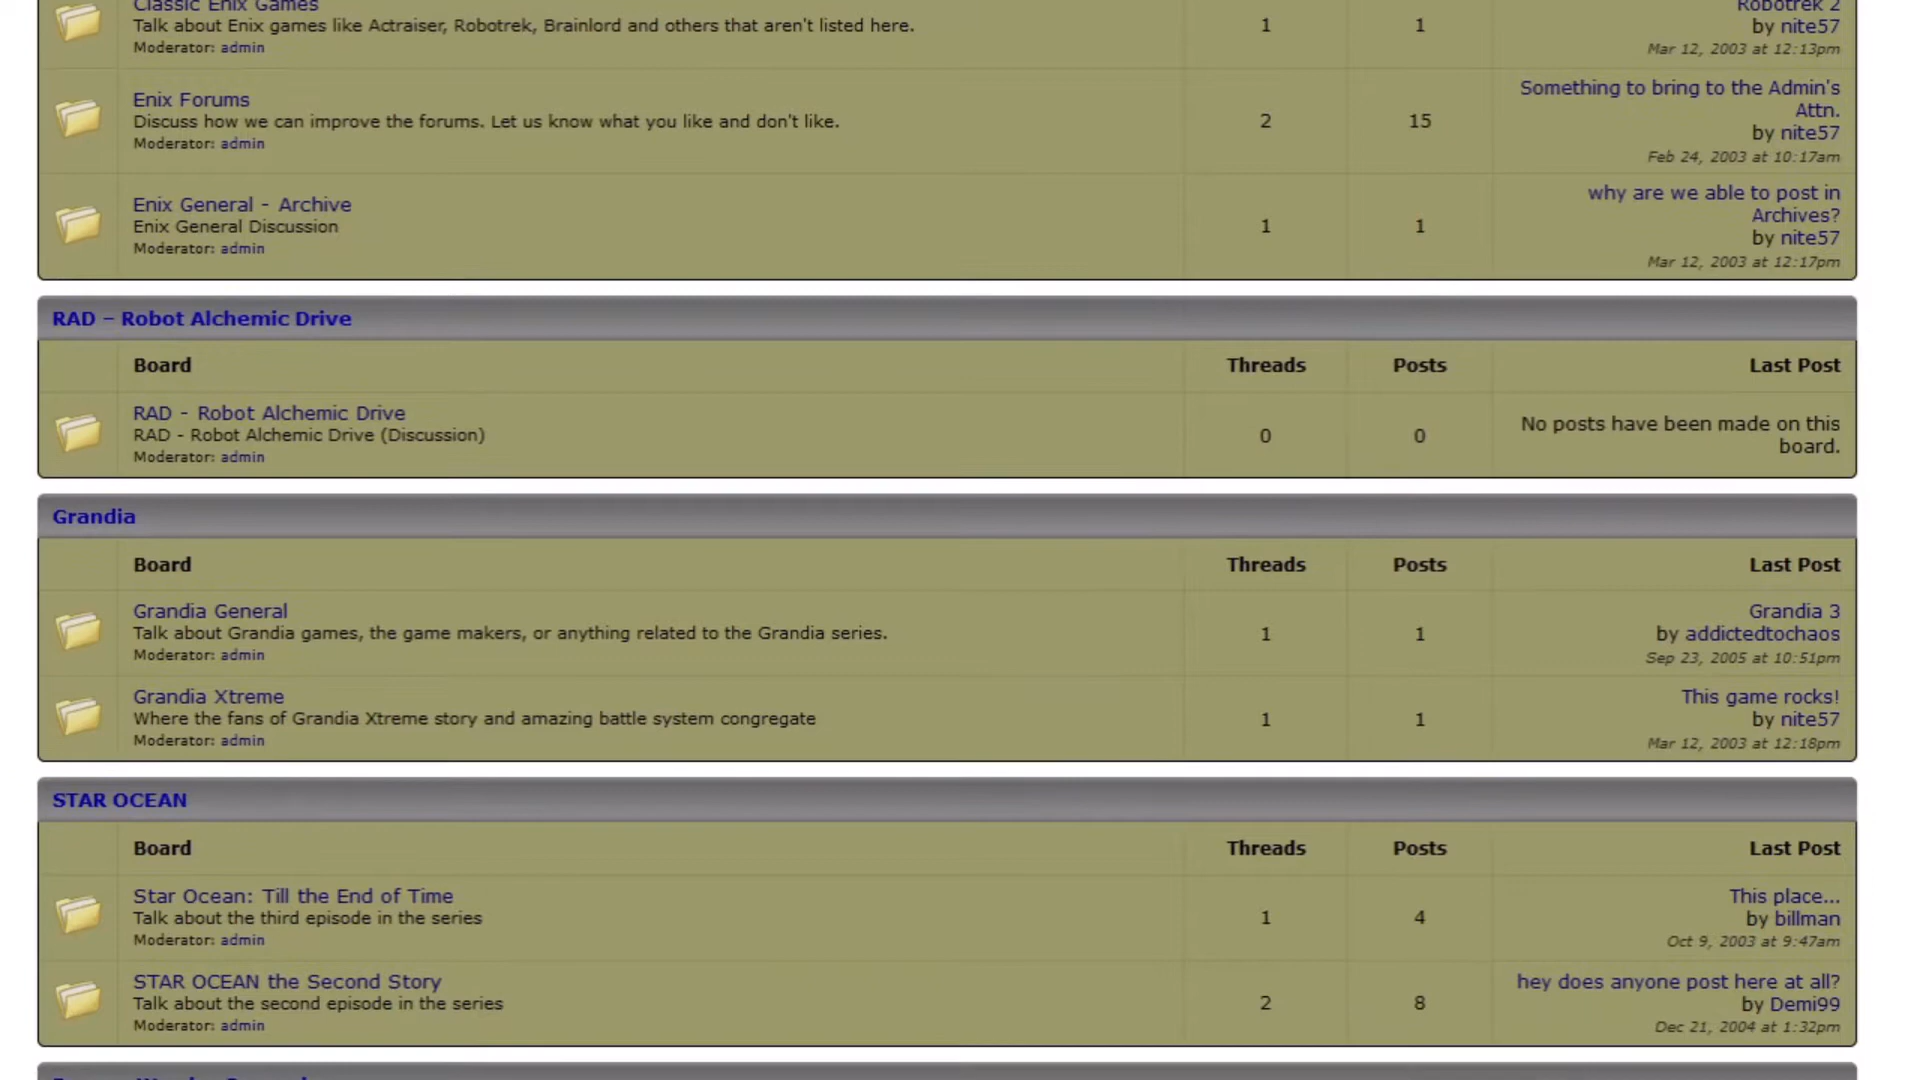 Classic Enix Games
Talk about Enix games like Actraiser, Robotrek, Brainlord and others that aren't listed here.
Moderator: admin
1
1
Robotrek 2
by nite57
Mar 12, 2003 at 12:13pm
Enix Forums
Discuss how we can improve the forums. Let us know what you like and don't like.
Moderator: admin
2
15
Something to bring to the Admin's
Attn.
by nite57
Feb 24, 2003 at 10:17am
Enix General - Archive
Enix General Discussion
Moderator: admin
1
1
why are we able to post in
Archives?
by nite57
Mar 12, 2003 at 12:17pm
RAD – Robot Alchemic Drive
Board Threads Posts Last Post
RAD - Robot Alchemic Drive
RAD - Robot Alchemic Drive (Discussion)
Moderator: admin
0
0
No posts have been made on this
board.
Grandia
Board Threads Posts Last Post
Grandia General
Talk about Grandia games, the game makers, or anything related to the Grandia series.
Moderator: admin
1
1
Grandia 3
by addictedtochaos
Sep 23, 2005 at 10:51pm
Grandia Xtreme
Where the fans of Grandia Xtreme story and amazing battle system congregate
Moderator: admin
1
1
This game rocks!
by nite57
Mar 12, 2003 at 12:18pm
STAR OCEAN
Board Threads Posts Last Post
Star Ocean: Till the End of Time
Talk about the third episode in the series
Moderator: admin
1
4
This place...
by billman
Oct 9, 2003 at 9:47am
STAR OCEAN the Second Story
Talk about the second episode in the series
Moderator: admin
2
8
hey does anyone post here at all?
by Demi99
Dec 21, 2004 at 1:32pm